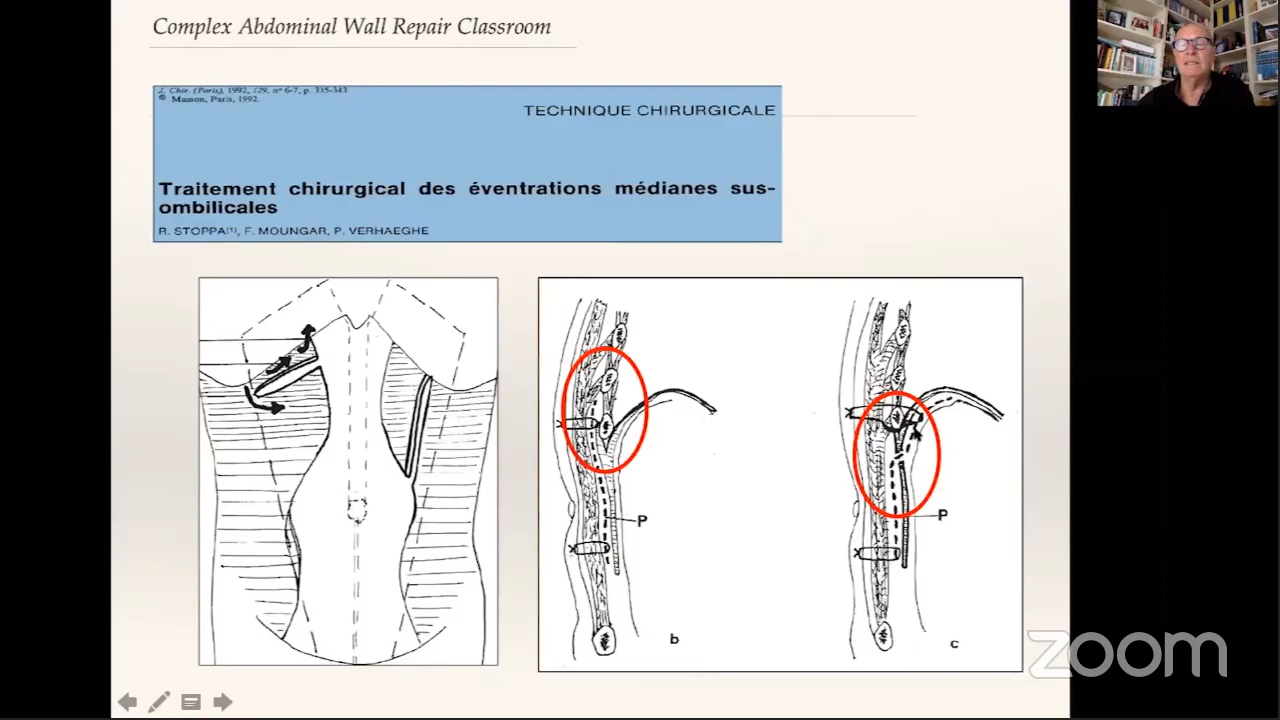 Complex Abdominal Wall Repair Classroom
J. Chir. (Paris), 1992, 129, n° 6-7, p. 335-343
© Masson, Paris, 1992.
TECHNIQUE CHIRURGICALE
Traitement chirurgical des éventrations médianes sus-
ombilicales
R. STOPPA(1), F. MOUNGAR, P. VERHAEGHE
P
P
b
c
zoom